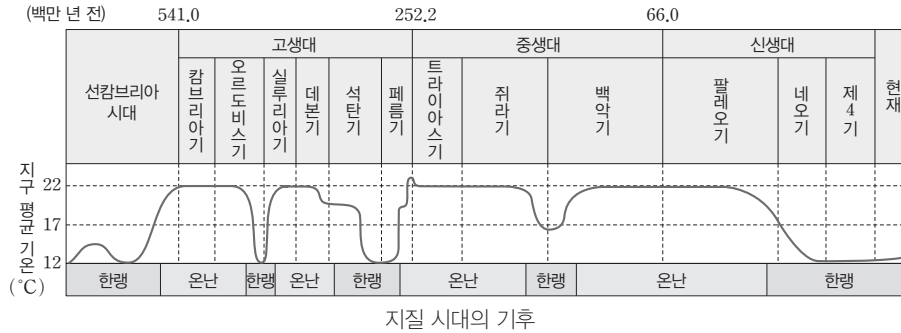 (백만 년 전) 541.0 252.2 66.0
고생대 중생대 신생대
선캄브리아 시대 캄브리아기 오르도비스기 실루리아기 데본기 석탄기 페름기 트라이아스기 쥐라기 백악기 팔레오기 네오기 제4기 현재
지구 평균 기온 (℃)
22
17
12
한랭 온난 한랭 온난 한랭 온난 한랭 온난 한랭
지질 시대의 기후